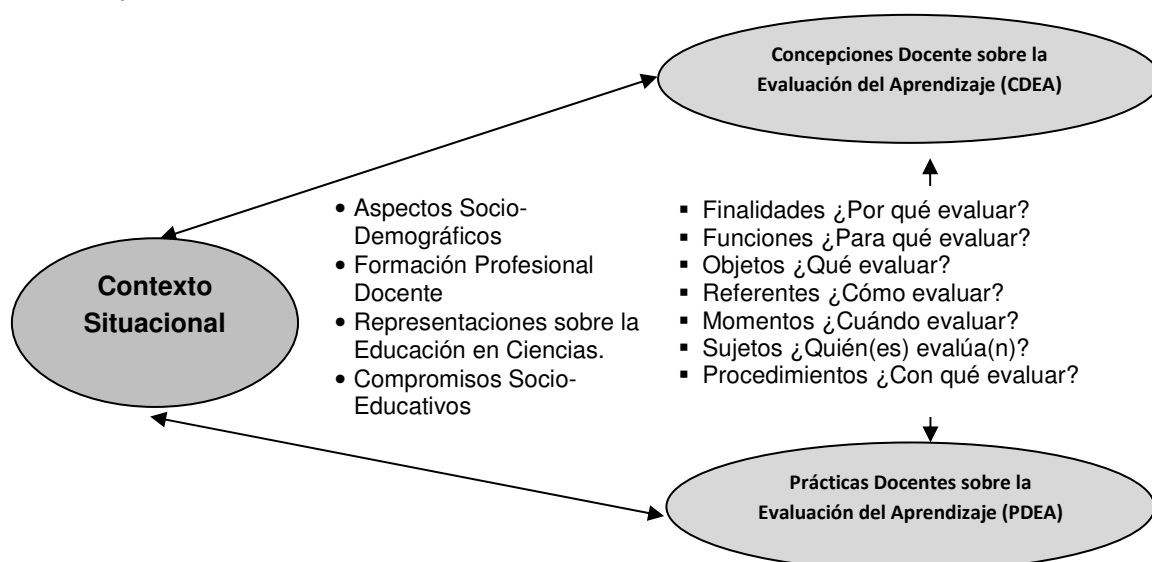 Concepciones Docente sobre la
Evaluación del Aprendizaje (CDEA)
• Aspectos Socio-
Demográficos
• Formación Profesional
Docente
• Representaciones sobre la
Educación en Ciencias.
• Compromisos Socio-
Educativos
▪ Finalidades ¿Por qué evaluar?
▪ Funciones ¿Para qué evaluar?
▪ Objetos ¿Qué evaluar?
▪ Referentes ¿Cómo evaluar?
▪ Momentos ¿Cuándo evaluar?
▪ Sujetos ¿Quién(es) evalúa(n)?
▪ Procedimientos ¿Con qué evaluar?
Contexto
Situacional
Prácticas Docentes sobre la
Evaluación del Aprendizaje (PDEA)